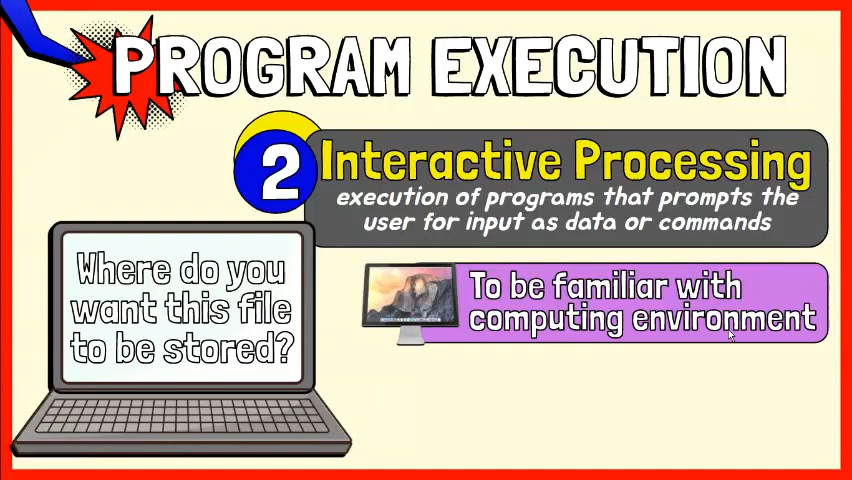 PROGRAM EXECUTION
2
Interactive Processing
execution of programs that prompts the
user for input as data or commands
Where do you
want this file
to be stored?
To be familiar with
computing environment